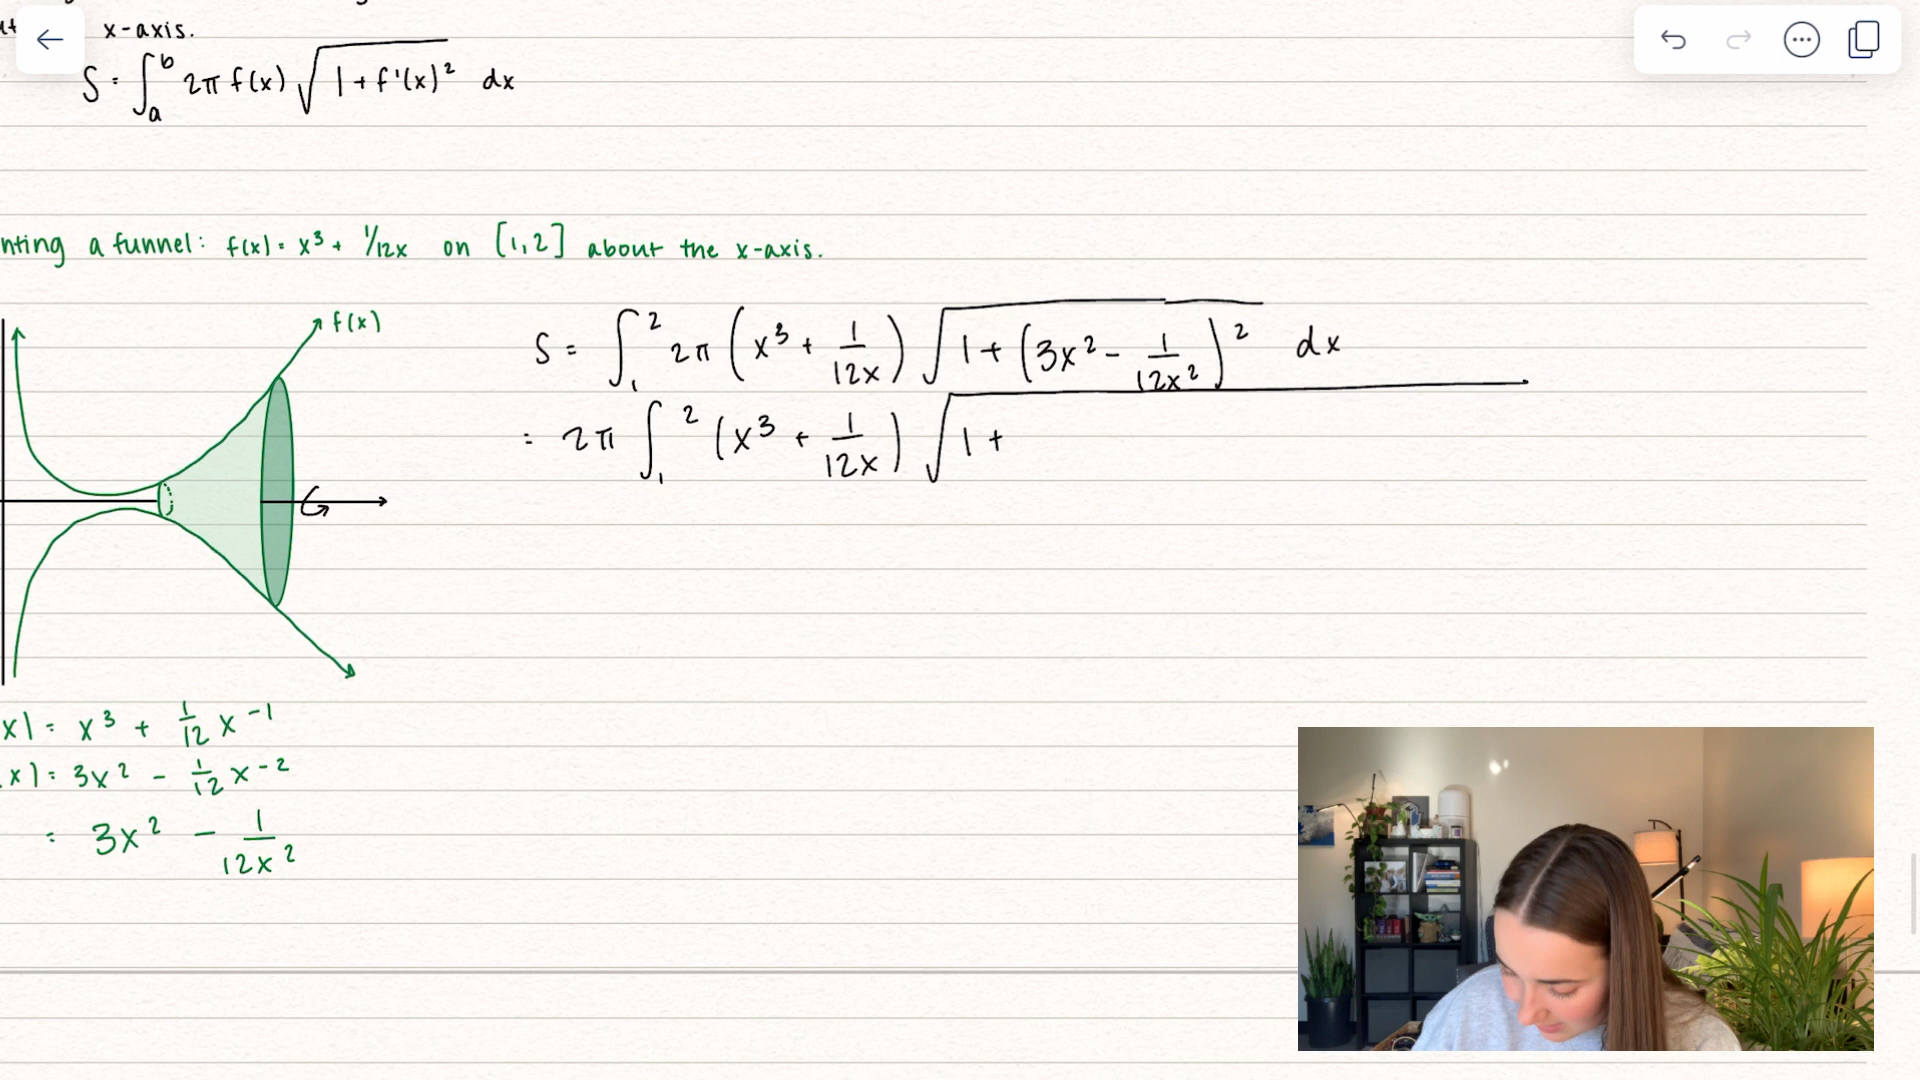 x-axis.
S = ∫_a^b 2π f(x) √(1 + f'(x)²) dx
nting a funnel: f(x) = x³ + 1/12x on [1,2] about the x-axis.
f(x)
S = ∫_1^2 2π (x³ + 1/12x) √(1 + (3x² - 1/12x²)²) dx
= 2π ∫_1^2 (x³ + 1/12x) √(1 +
x) = x³ + 1/12 x⁻¹
x) = 3x² - 1/12 x⁻²
= 3x² - 1/12x²